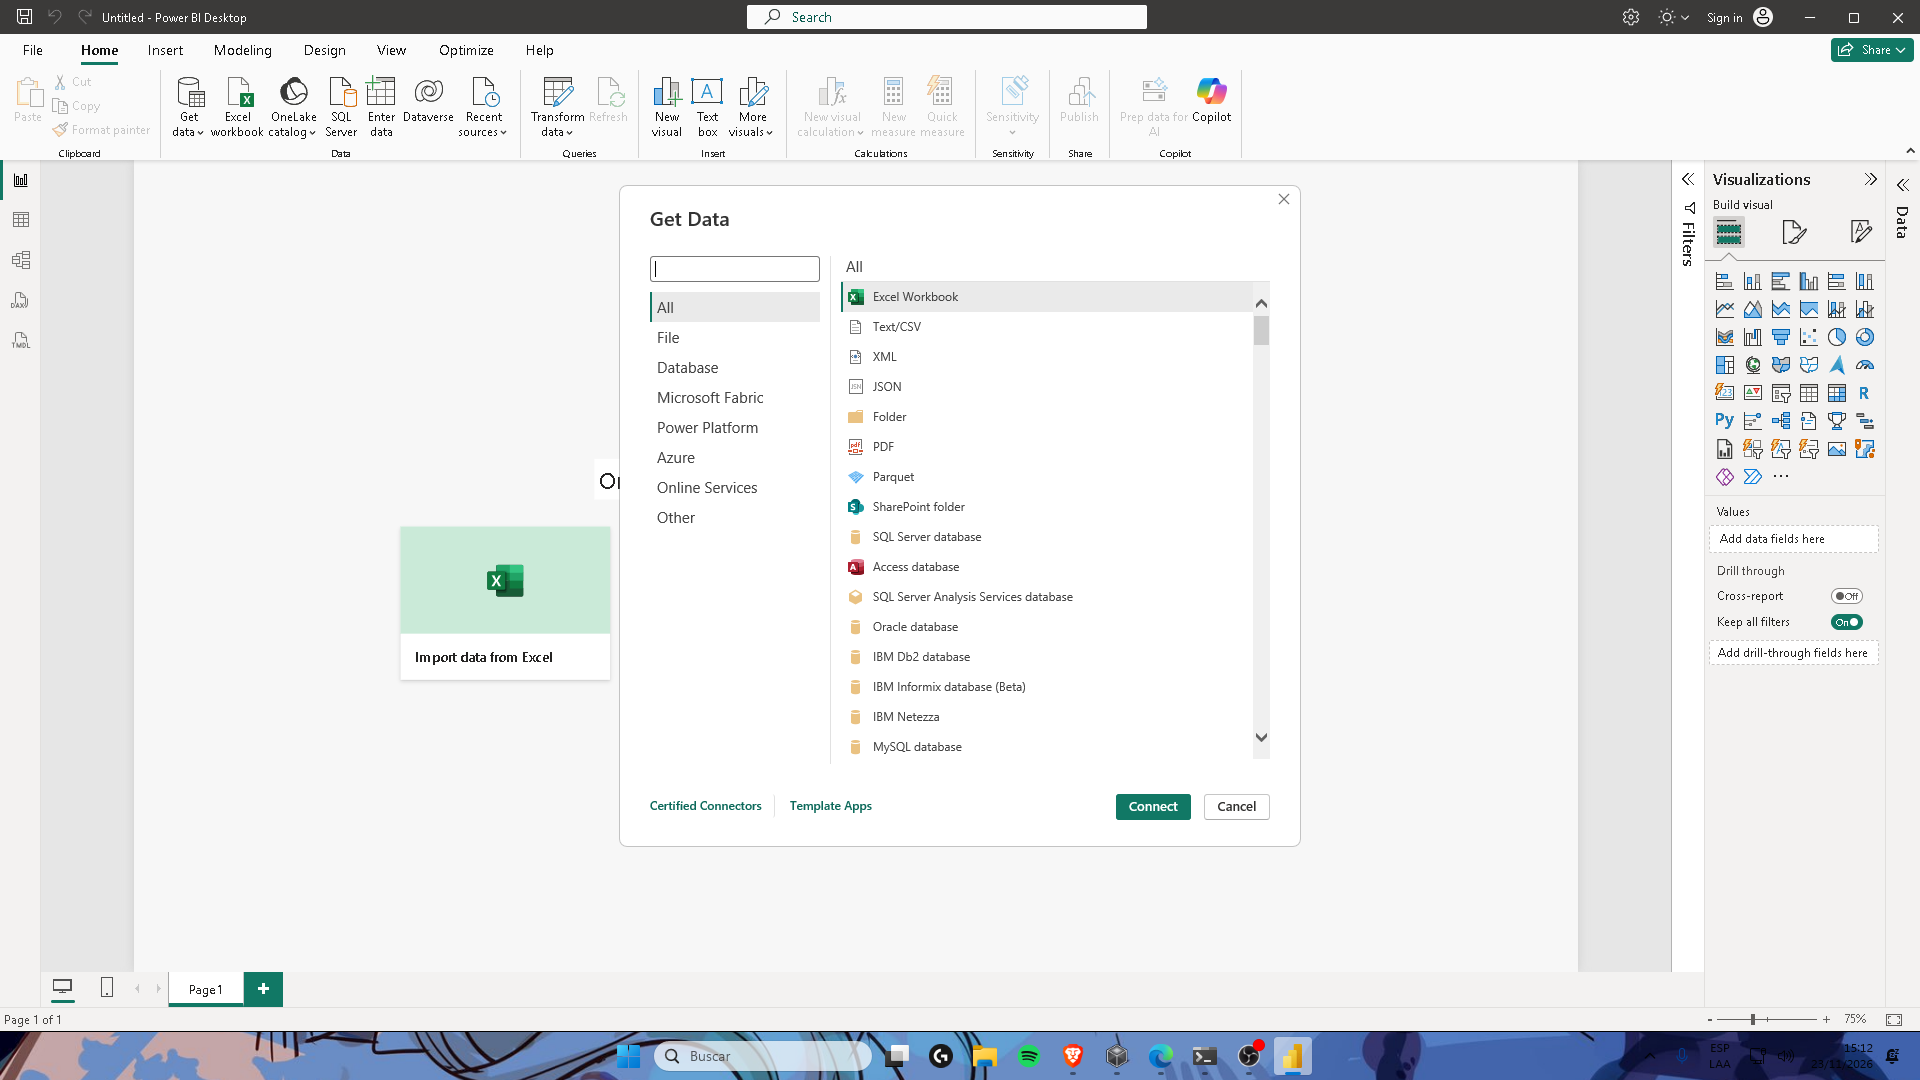 Untitled - Power BI Desktop
Search
Sign in
File
Home
Insert
Modeling
Design
View
Optimize
Help
Share
Paste
Cut
Copy
Format painter
Clipboard
Get data
Excel workbook
OneLake catalog
SQL Server
Enter data
Dataverse
Recent sources
Data
Transform data
Refresh
Queries
New visual
Text box
More visuals
Insert
New visual calculation
New measure
Quick measure
Calculations
Sensitivity
Sensitivity
Publish
Share
Prep data for AI
Copilot
Copilot
DAX
TMDL
Get Data
All
File
Database
Microsoft Fabric
Power Platform
Azure
Online Services
Other
All
Excel Workbook
Text/CSV
XML
JSON
Folder
PDF
Parquet
SharePoint folder
SQL Server database
Access database
SQL Server Analysis Services database
Oracle database
IBM Db2 database
IBM Informix database (Beta)
IBM Netezza
MySQL database
Certified Connectors
Template Apps
Connect
Cancel
Import data from Excel
Filters
Visualizations
Build visual
Data
123
R
Py
Values
Add data fields here
Drill through
Cross-report
Off
Keep all filters
On
Add drill-through fields here
Page 1
Page 1 of 1
75%
Buscar
ESP
LAA
15:12
23/11/2026